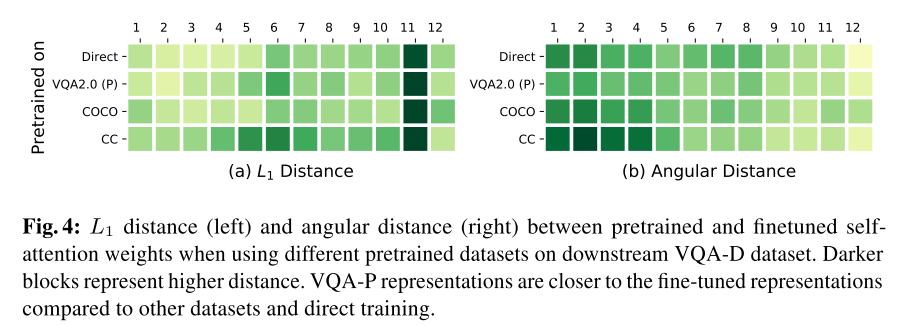 1 2 3 4 5 6 7 8 9 10 11 12
1 2 3 4 5 6 7 8 9 10 11 12
Pretrained on
Direct
VQA2.0 (P)
COCO
CC
Direct
VQA2.0 (P)
COCO
CC
(a) L₁ Distance
(b) Angular Distance
Fig. 4: L₁ distance (left) and angular distance (right) between pretrained and finetuned self-
attention weights when using different pretrained datasets on downstream VQA-D dataset. Darker
blocks represent higher distance. VQA-P representations are closer to the fine-tuned representations
compared to other datasets and direct training.